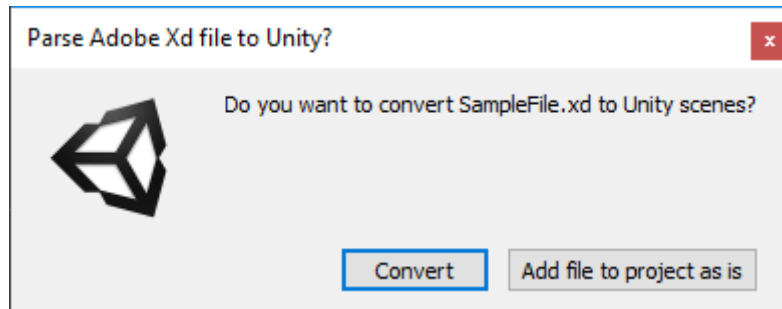 Parse Adobe Xd file to Unity?
x
Do you want to convert SampleFile.xd to Unity scenes?
Convert
Add file to project as is